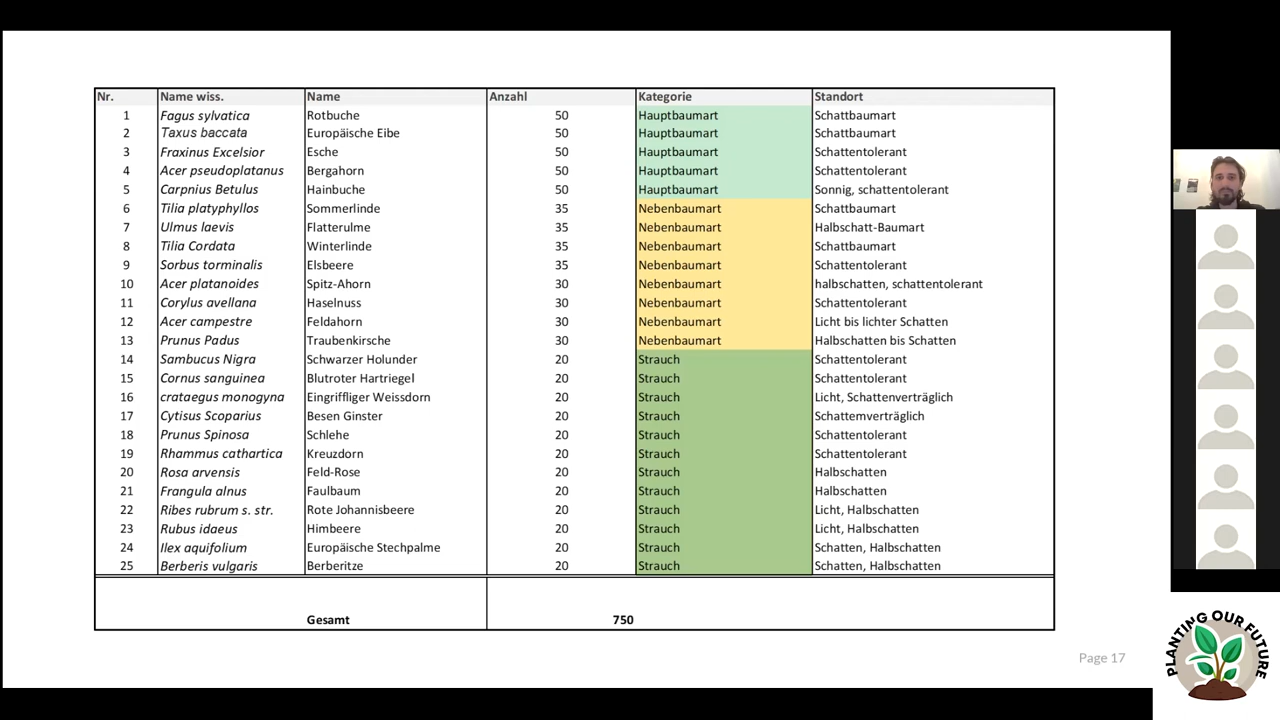 Nr. Name wiss. Name Anzahl Kategorie Standort
1 Fagus sylvatica Rotbuche 50 Hauptbaumart Schattbaumart
2 Taxus baccata Europäische Eibe 50 Hauptbaumart Schattbaumart
3 Fraxinus Excelsior Esche 50 Hauptbaumart Schattentolerant
4 Acer pseudoplatanus Bergahorn 50 Hauptbaumart Schattentolerant
5 Carpnius Betulus Hainbuche 50 Hauptbaumart Sonnig, schattentolerant
6 Tilia platyphyllos Sommerlinde 35 Nebenbaumart Schattbaumart
7 Ulmus laevis Flatterulme 35 Nebenbaumart Halbschatt-Baumart
8 Tilia Cordata Winterlinde 35 Nebenbaumart Schattbaumart
9 Sorbus torminalis Elsbeere 35 Nebenbaumart Schattentolerant
10 Acer platanoides Spitz-Ahorn 30 Nebenbaumart halbschatten, schattentolerant
11 Corylus avellana Haselnuss 30 Nebenbaumart Schattentolerant
12 Acer campestre Feldahorn 30 Nebenbaumart Licht bis lichter Schatten
13 Prunus Padus Traubenkirsche 30 Nebenbaumart Halbschatten bis Schatten
14 Sambucus Nigra Schwarzer Holunder 20 Strauch Schattentolerant
15 Cornus sanguinea Blutroter Hartriegel 20 Strauch Schattentolerant
16 crataegus monogyna Eingriffliger Weissdorn 20 Strauch Licht, Schattenverträglich
17 Cytisus Scoparius Besen Ginster 20 Strauch Schattemverträglich
18 Prunus Spinosa Schlehe 20 Strauch Schattentolerant
19 Rhammus cathartica Kreuzdorn 20 Strauch Schattentolerant
20 Rosa arvensis Feld-Rose 20 Strauch Halbschatten
21 Frangula alnus Faulbaum 20 Strauch Halbschatten
22 Ribes rubrum s. str. Rote Johannisbeere 20 Strauch Licht, Halbschatten
23 Rubus idaeus Himbeere 20 Strauch Licht, Halbschatten
24 Ilex aquifolium Europäische Stechpalme 20 Strauch Schatten, Halbschatten
25 Berberis vulgaris Berberitze 20 Strauch Schatten, Halbschatten
Gesamt 750
Page 17
PLANTING OUR FUTURE